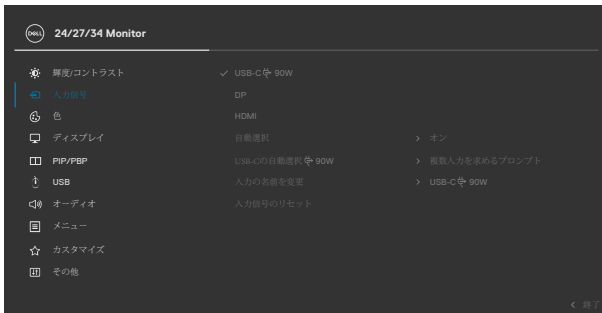 DELL
24/27/34 Monitor
輝度/コントラスト
USB-C 90W
入力信号
DP
色
HDMI
ディスプレイ
自動選択
オン
PIP/PBP
USB-Cの自動選択 90W
複数入力を求めるプロンプト
USB
入力の名前を変更
USB-C 90W
オーディオ
入力信号のリセット
メニュー
カスタマイズ
その他
終了